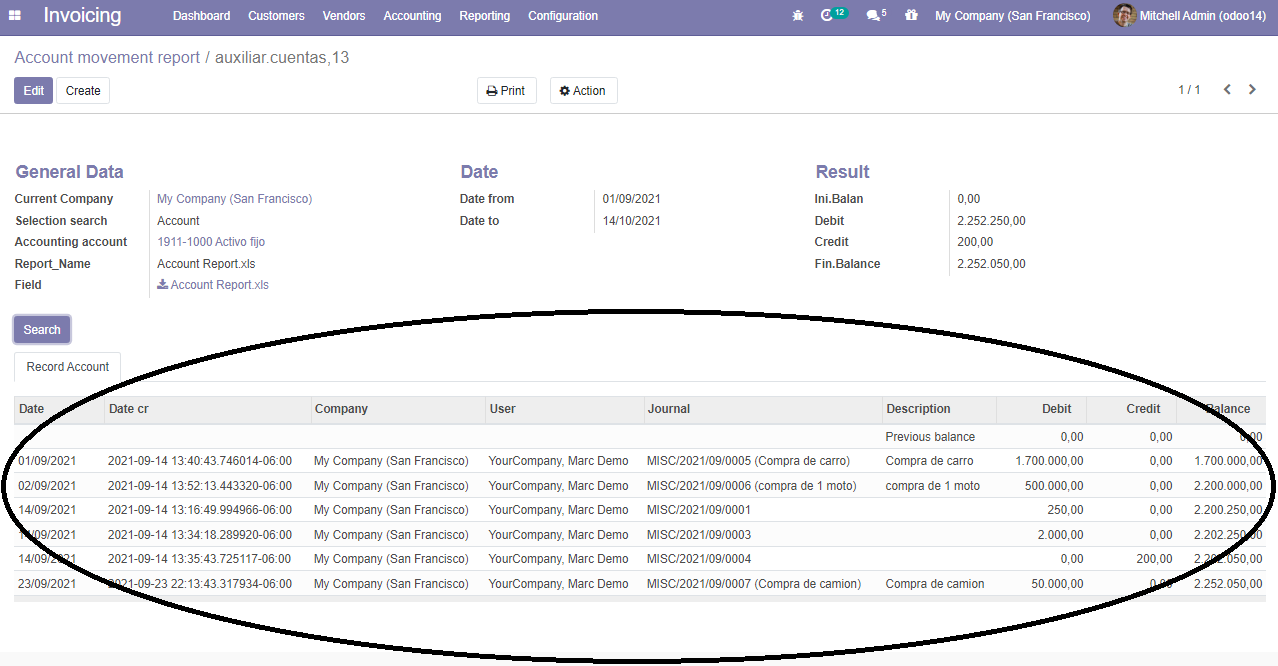 Invoicing Dashboard Customers Vendors Accounting Reporting Configuration 12 5 My Company (San Francisco) Mitchell Admin (odoo14)
Account movement report / auxiliar.cuentas,13
Edit Create Print Action 1 / 1
General Data Date Result
Current Company My Company (San Francisco) Date from 01/09/2021 Ini.Balan 0,00
Selection search Account Date to 14/10/2021 Debit 2.252.250,00
Accounting account 1911-1000 Activo fijo Credit 200,00
Report_Name Account Report.xls Fin.Balance 2.252.050,00
Field Account Report.xls
Search
Record Account
Date Date cr Company User Journal Description Debit Credit Balance
Previous balance 0,00 0,00 0,00
01/09/2021 2021-09-14 13:40:43.746014-06:00 My Company (San Francisco) YourCompany, Marc Demo MISC/2021/09/0005 (Compra de carro) Compra de carro 1.700.000,00 0,00 1.700.000,00
02/09/2021 2021-09-14 13:52:13.443320-06:00 My Company (San Francisco) YourCompany, Marc Demo MISC/2021/09/0006 (compra de 1 moto) compra de 1 moto 500.000,00 0,00 2.200.000,00
14/09/2021 2021-09-14 13:16:49.994966-06:00 My Company (San Francisco) YourCompany, Marc Demo MISC/2021/09/0001 250,00 0,00 2.200.250,00
14/09/2021 2021-09-14 13:34:18.289920-06:00 My Company (San Francisco) YourCompany, Marc Demo MISC/2021/09/0003 2.000,00 0,00 2.202.250,00
14/09/2021 2021-09-14 13:35:43.725117-06:00 My Company (San Francisco) YourCompany, Marc Demo MISC/2021/09/0004 0,00 200,00 2.202.050,00
23/09/2021 2021-09-23 22:13:43.317934-06:00 My Company (San Francisco) YourCompany, Marc Demo MISC/2021/09/0007 (Compra de camion) Compra de camion 50.000,00 0,00 2.252.050,00